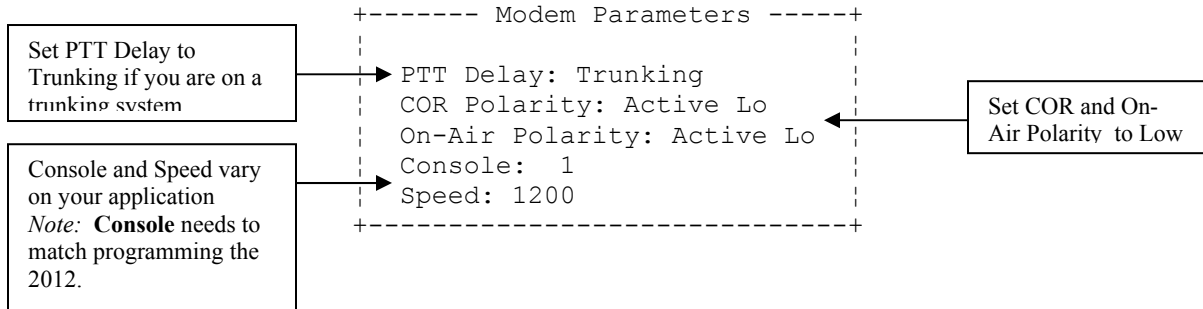 +------- Modem Parameters -----+
Set PTT Delay to
Trunking if you are on a
trunking system
PTT Delay: Trunking
COR Polarity: Active Lo
On-Air Polarity: Active Lo
Console: 1
Speed: 1200
+------------------------------+
Set COR and On-
Air Polarity to Low
Console and Speed vary
on your application
Note: Console needs to
match programming the
2012.